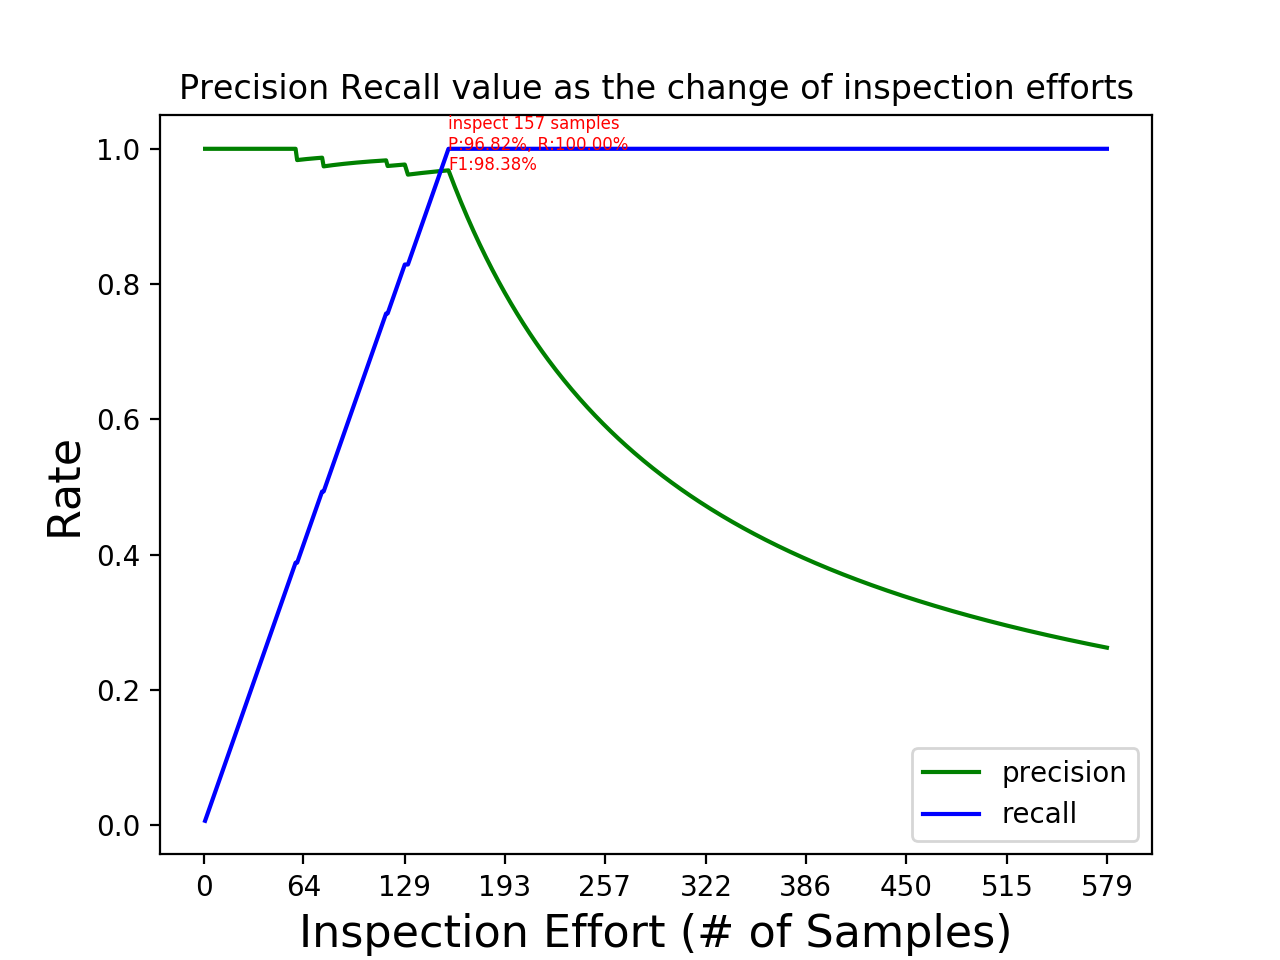 Precision Recall value as the change of inspection efforts
inspect 157 samples
P:96.82%, R:100.00%
F1:98.38%
1.0
0.8
0.6
0.4
0.2
0.0
Rate
precision
recall
0 64 129 193 257 322 386 450 515 579
Inspection Effort (# of Samples)